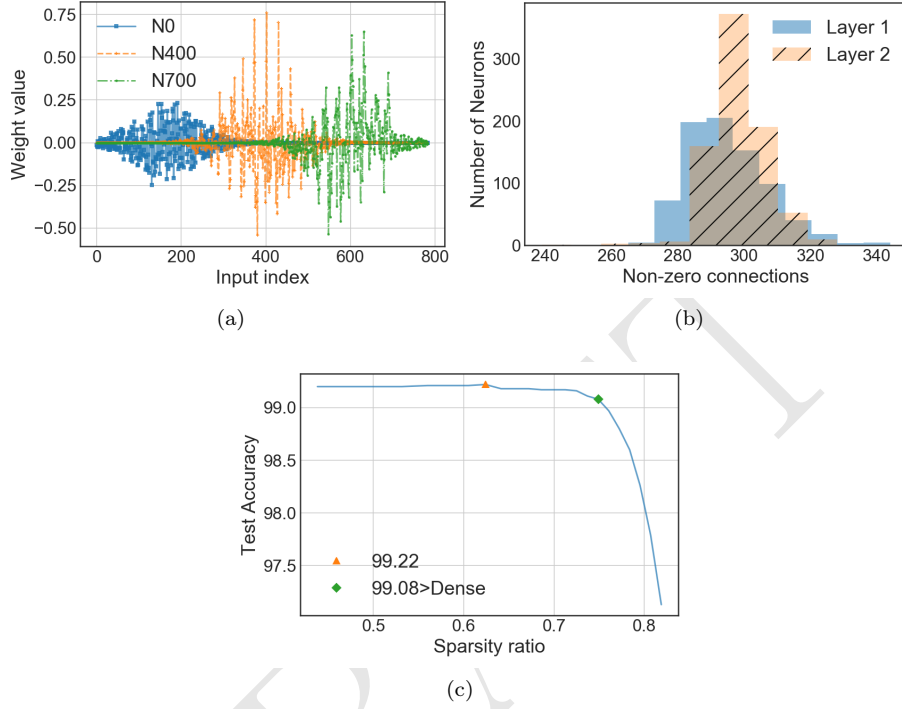 0.75
0.50
0.25
0.00
−0.25
−0.50
Weight value
N0
N400
N700
0 200 400 600 800
Input index
(a)
300
200
100
0
Number of Neurons
Layer 1
Layer 2
240 260 280 300 320 340
Non-zero connections
(b)
99.0
98.5
98.0
97.5
Test Accuracy
99.22
99.08>Dense
0.5 0.6 0.7 0.8
Sparsity ratio
(c)